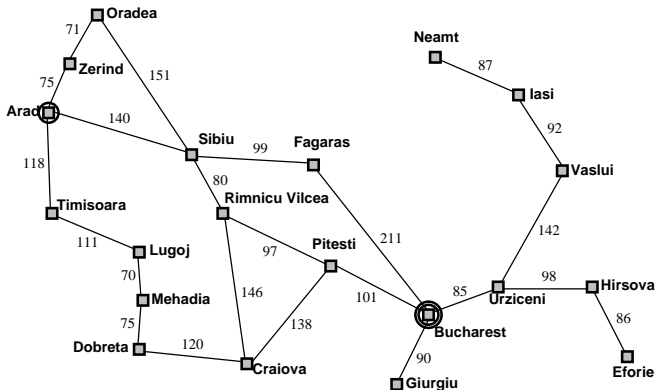 Oradea
Neamt
71
87
Zerind
Iasi
75
151
Arad
140
92
Sibiu
Fagaras
99
118
Vaslui
80
Timisoara
Rimnicu Vilcea
111
142
211
Lugoj
97
Pitesti
70
98
Hirsova
85
Mehadia
146
101
Urziceni
86
75
138
Bucharest
120
Dobreta
90
Craiova
Eforie
Giurgiu